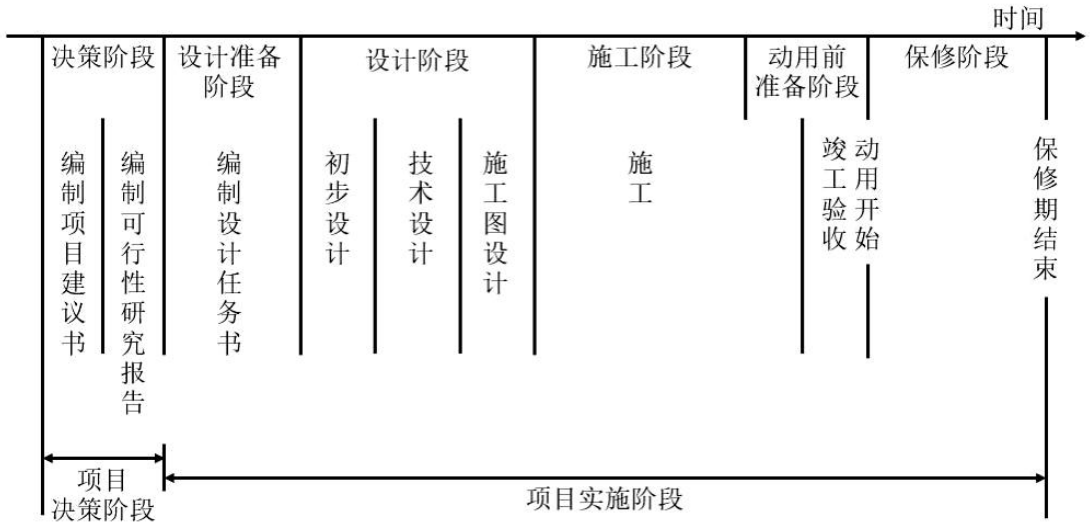 时间
决策阶段
设计准备
阶段
设计阶段
施工阶段
动用前
准备阶段
保修阶段
编制项目建议书
编制可行性研究报告
编制设计任务书
初步设计
技术设计
施工图设计
施工
竣工验收
动用开始
保修期结束
项目
决策阶段
项目实施阶段